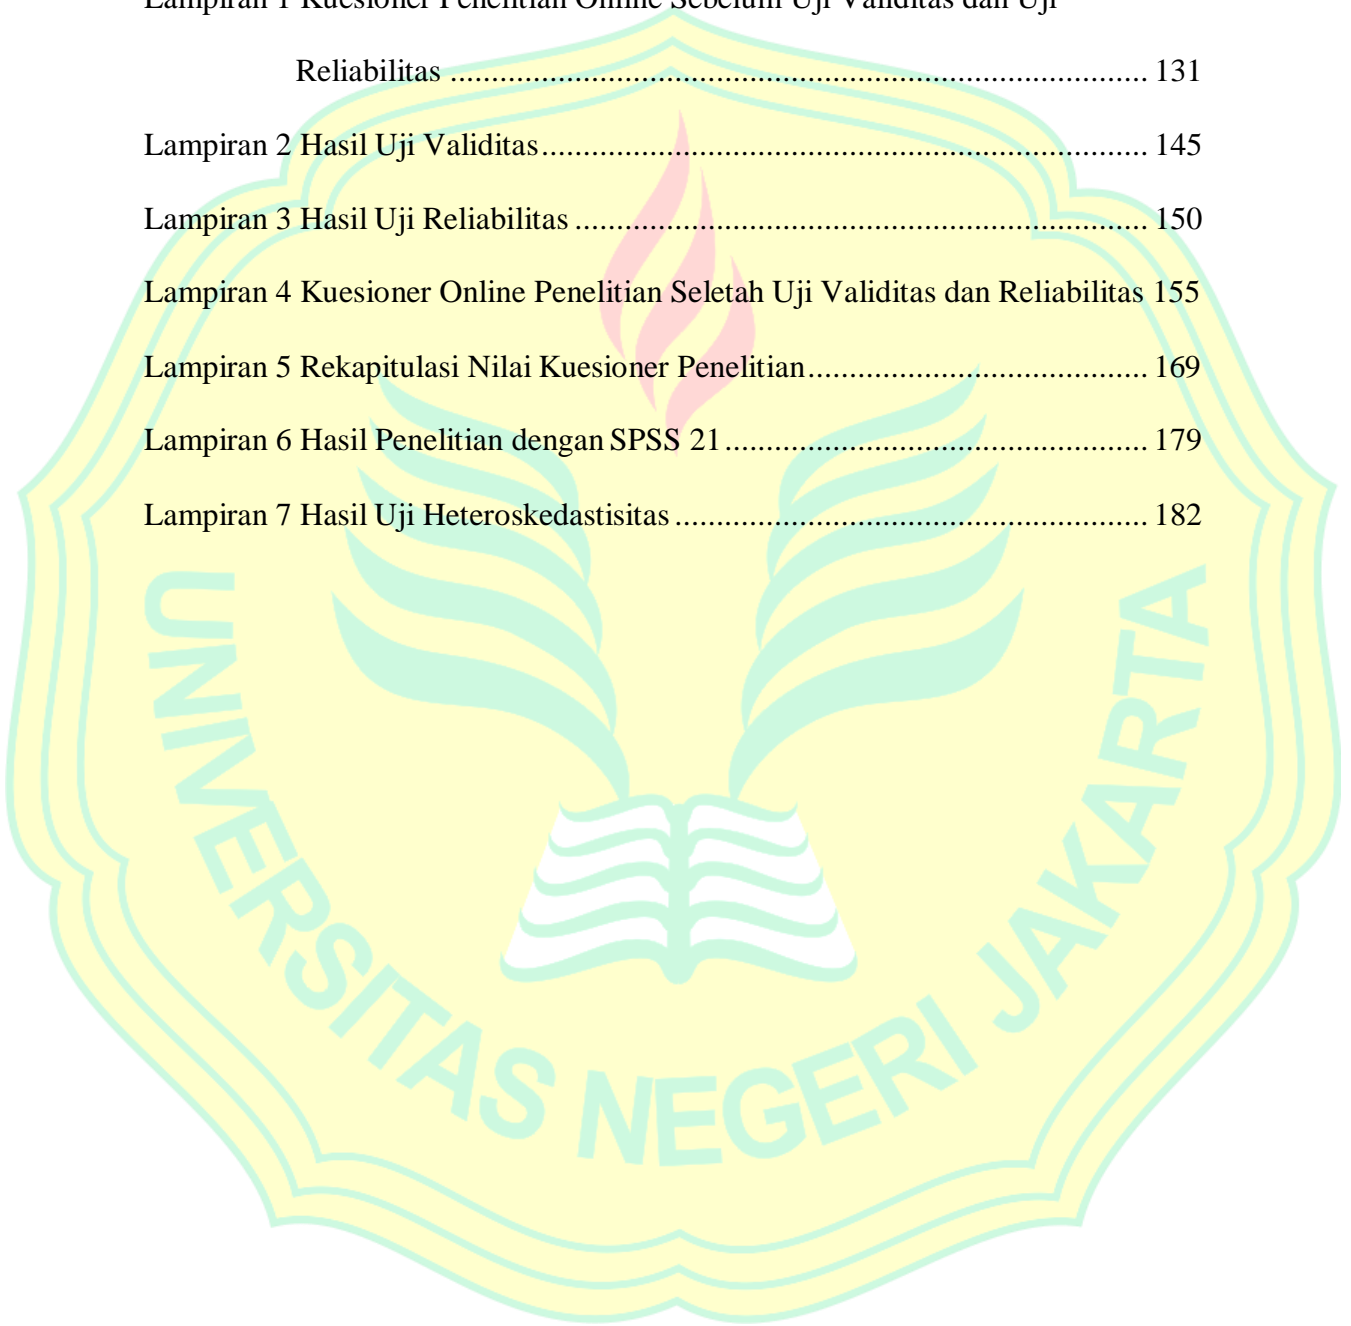 Lampiran 1 Kuesioner Penelitian Online Sebelum Uji Validitas dan Uji
Reliabilitas ..................................................................................... 131
Lampiran 2 Hasil Uji Validitas.......................................................................... 145
Lampiran 3 Hasil Uji Reliabilitas ...................................................................... 150
Lampiran 4 Kuesioner Online Penelitian Seletah Uji Validitas dan Reliabilitas 155
Lampiran 5 Rekapitulasi Nilai Kuesioner Penelitian......................................... 169
Lampiran 6 Hasil Penelitian dengan SPSS 21.................................................... 179
Lampiran 7 Hasil Uji Heteroskedastisitas.......................................................... 182
UNIVERSITAS NEGERI JAKARTA